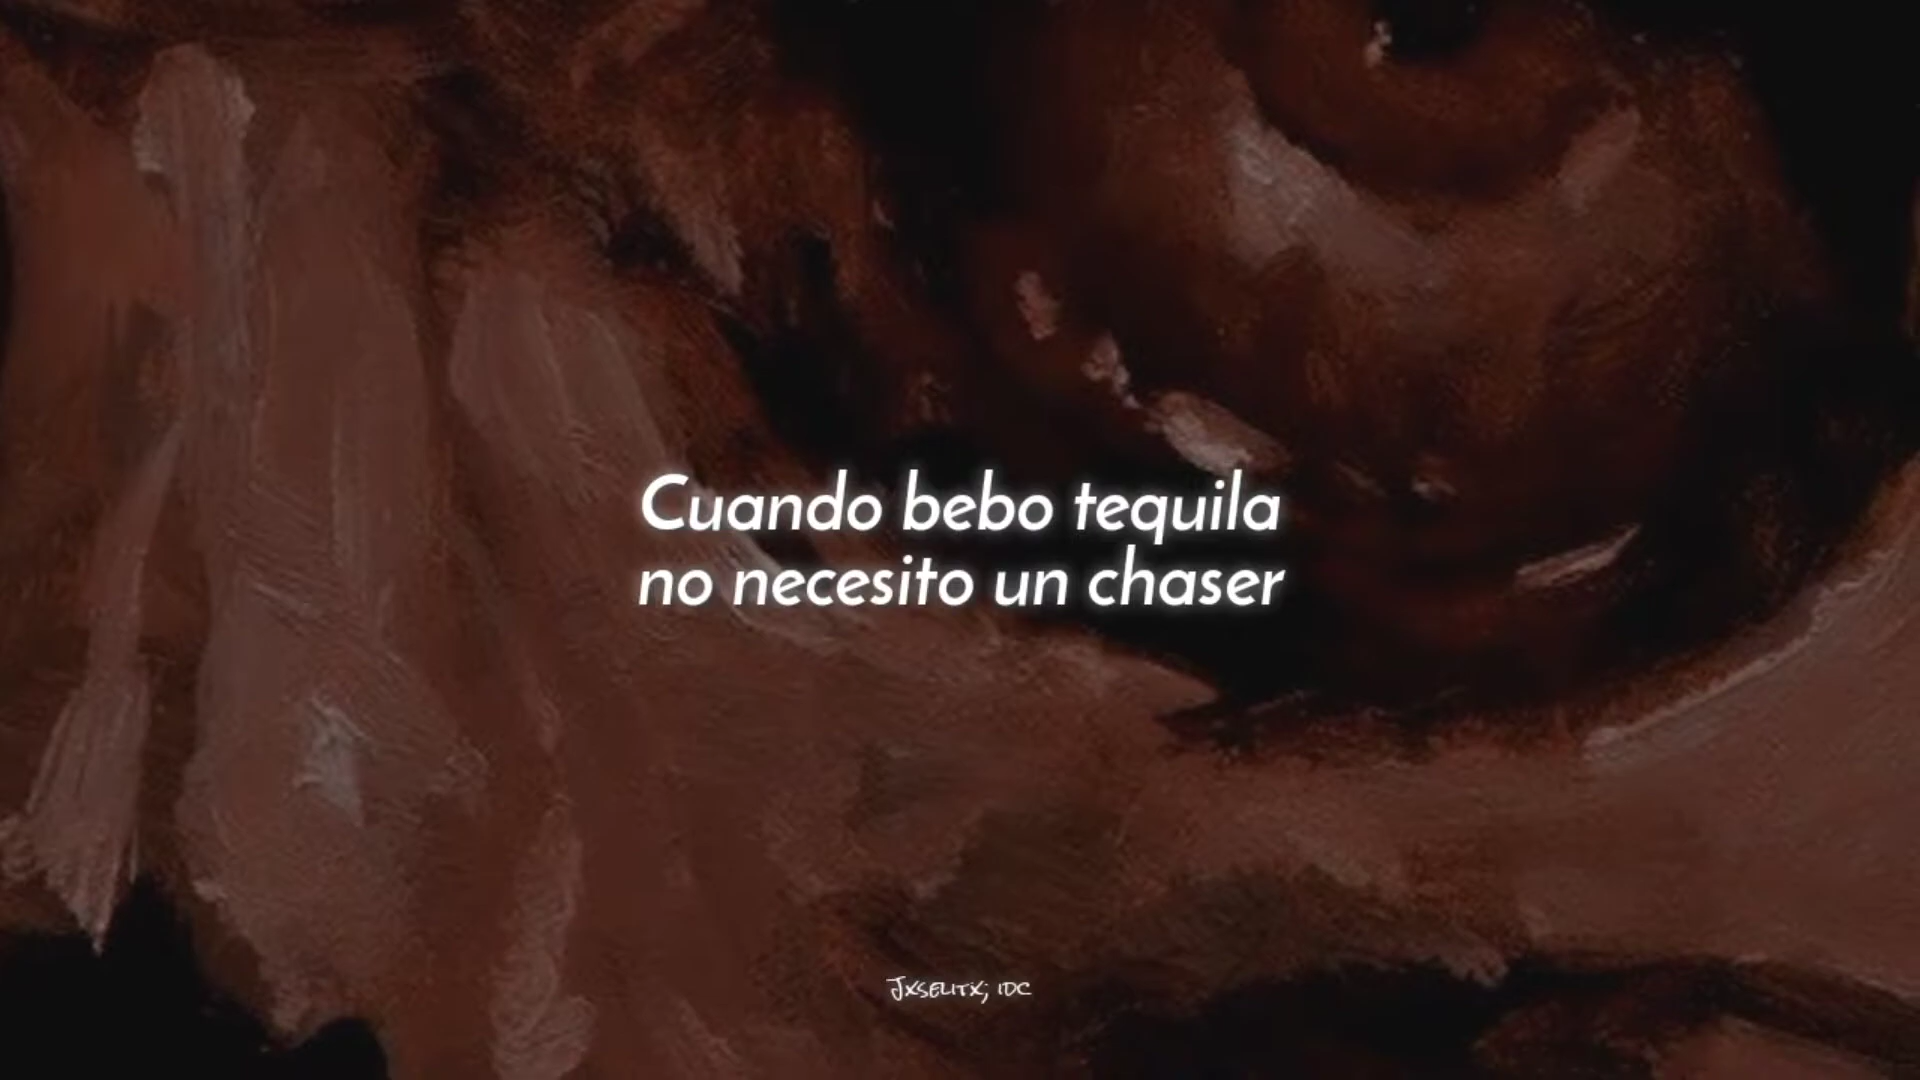 Cuando bebo tequila
no necesito un chaser
Jxselitx; IDC